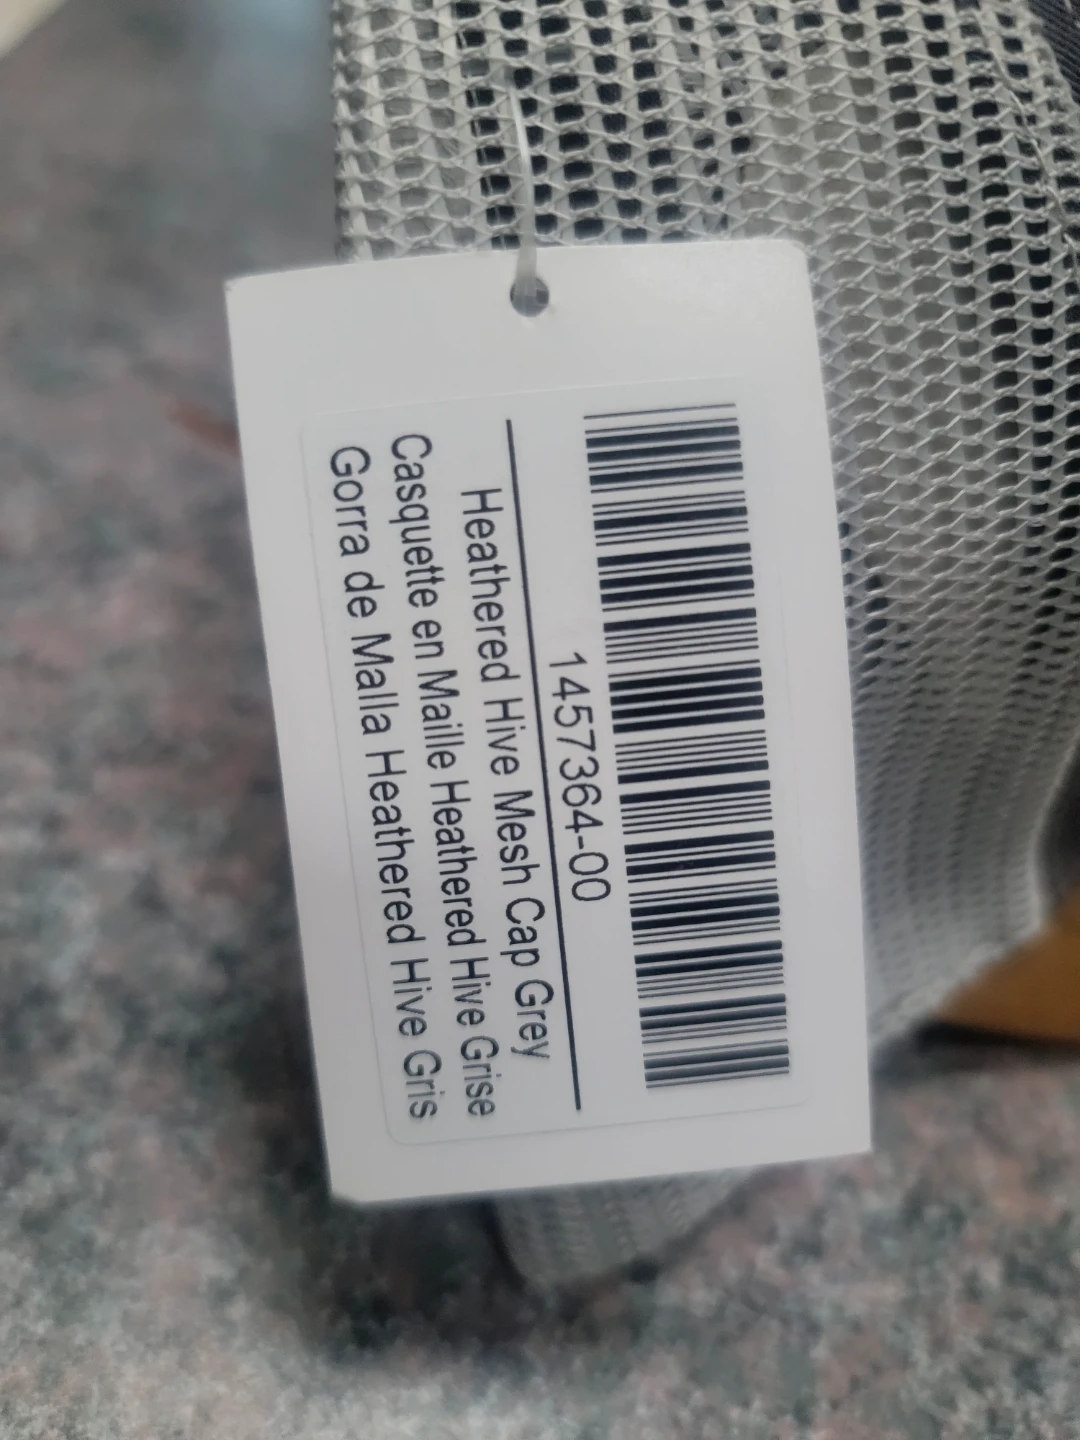 1457364-00
Heathered Hive Mesh Cap Grey
Casquette en Maille Heathered Hive Grise
Gorra de Malla Heathered Hive Gris